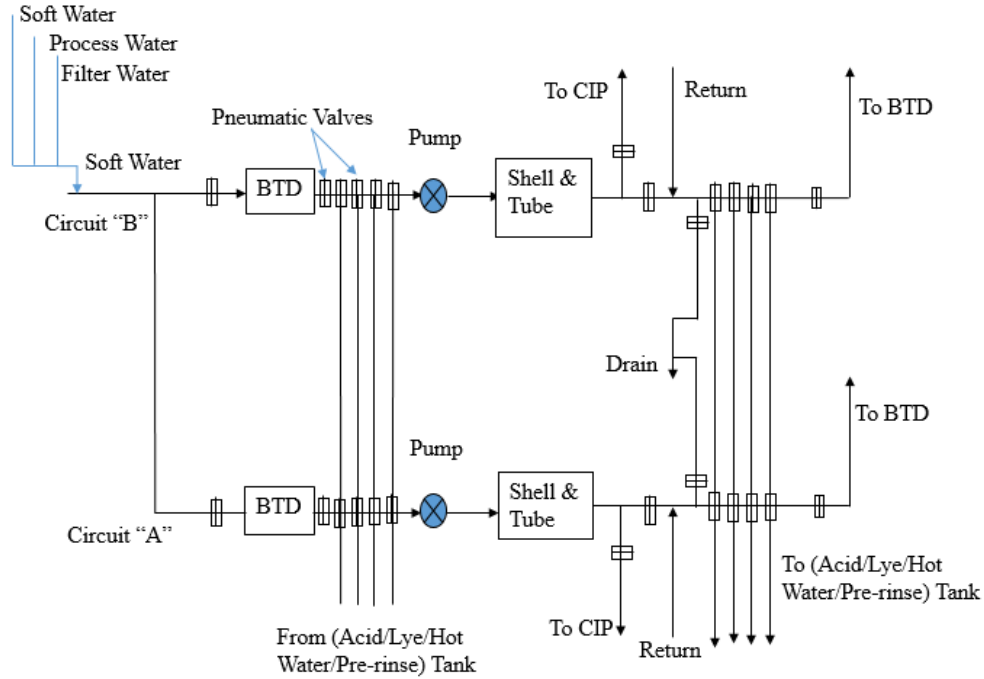 Soft Water
Process Water
Filter Water
Soft Water
Circuit “B”
BTD
Pneumatic Valves
Pump
Shell &
Tube
To CIP
Return
To BTD
Drain
Circuit “A”
BTD
Pump
Shell &
Tube
To CIP
Return
To BTD
From (Acid/Lye/Hot
Water/Pre-rinse) Tank
To (Acid/Lye/Hot
Water/Pre-rinse) Tank